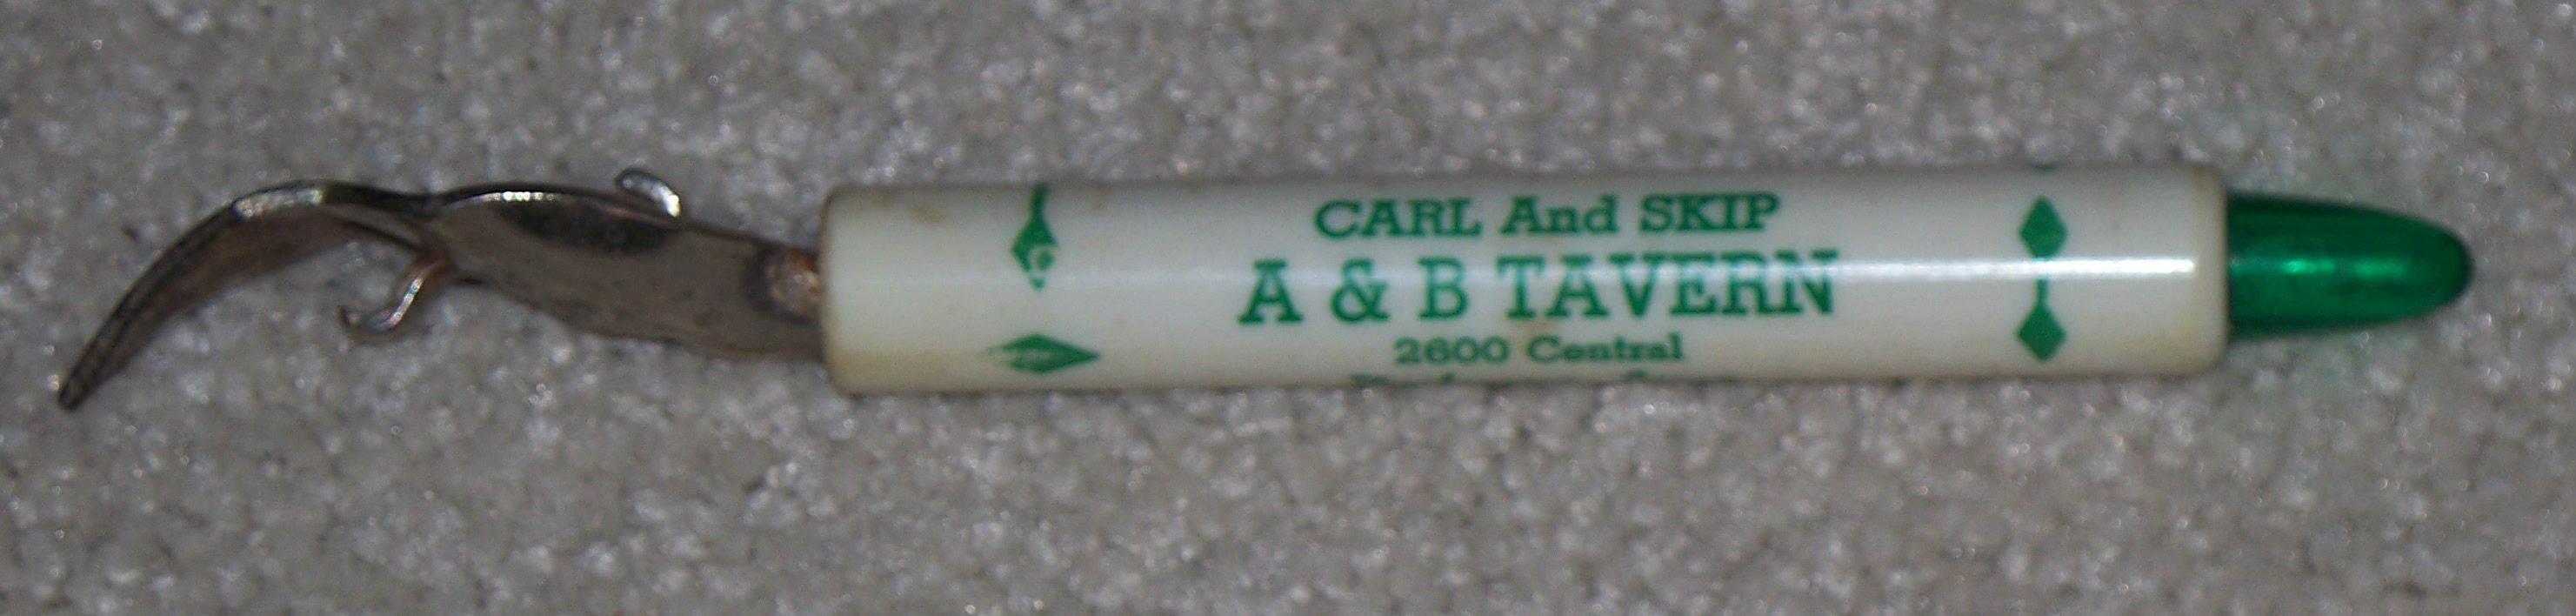 CARL And SKIP
A & B TAVERN
2600 Central